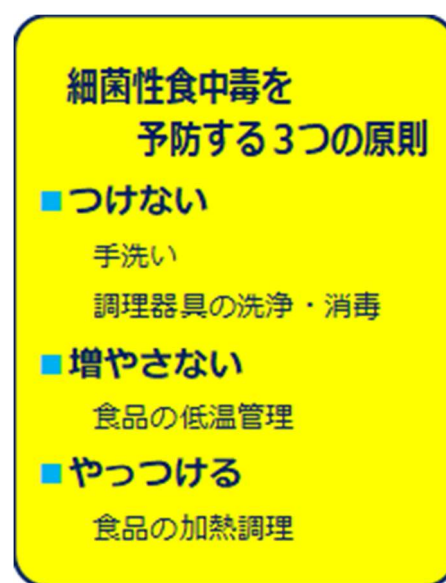 細菌性食中毒を
予防する3つの原則
■つけない
手洗い
調理器具の洗浄・消毒
■増やさない
食品の低温管理
■やっつける
食品の加熱調理